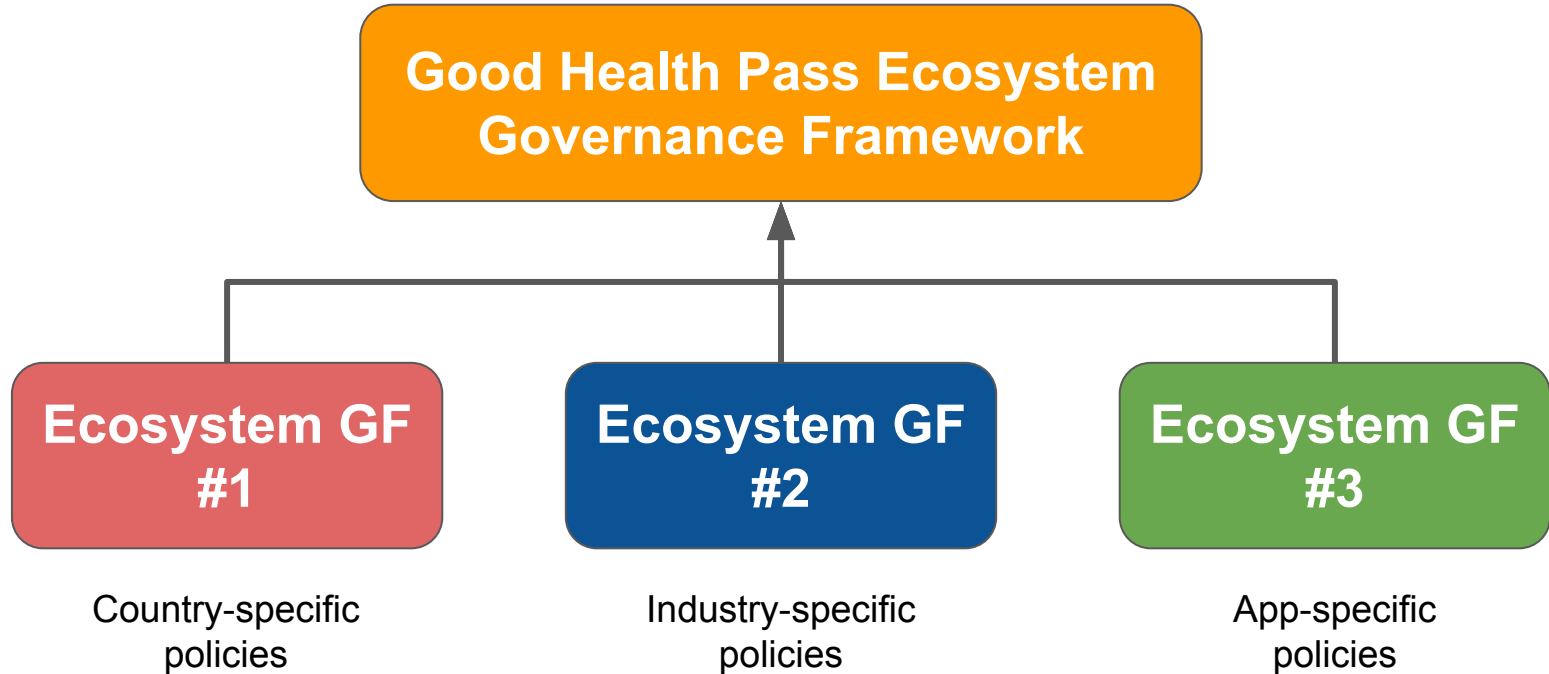 Good Health Pass Ecosystem
Governance Framework
Ecosystem GF
#1
Ecosystem GF
#2
Ecosystem GF
#3
Country-specific
policies
Industry-specific
policies
App-specific
policies